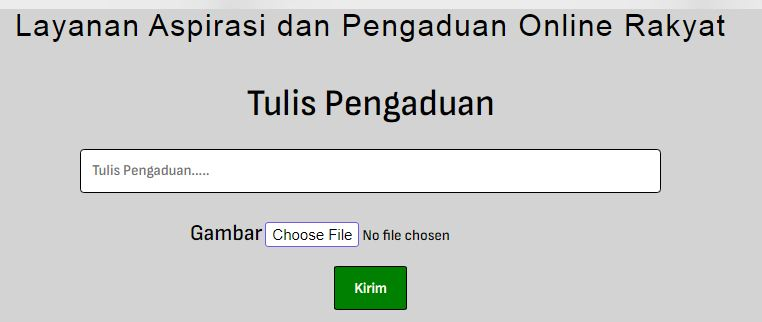 Layanan Aspirasi dan Pengaduan Online Rakyat
Tulis Pengaduan
Tulis Pengaduan.....
Gambar Choose File No file chosen
Kirim